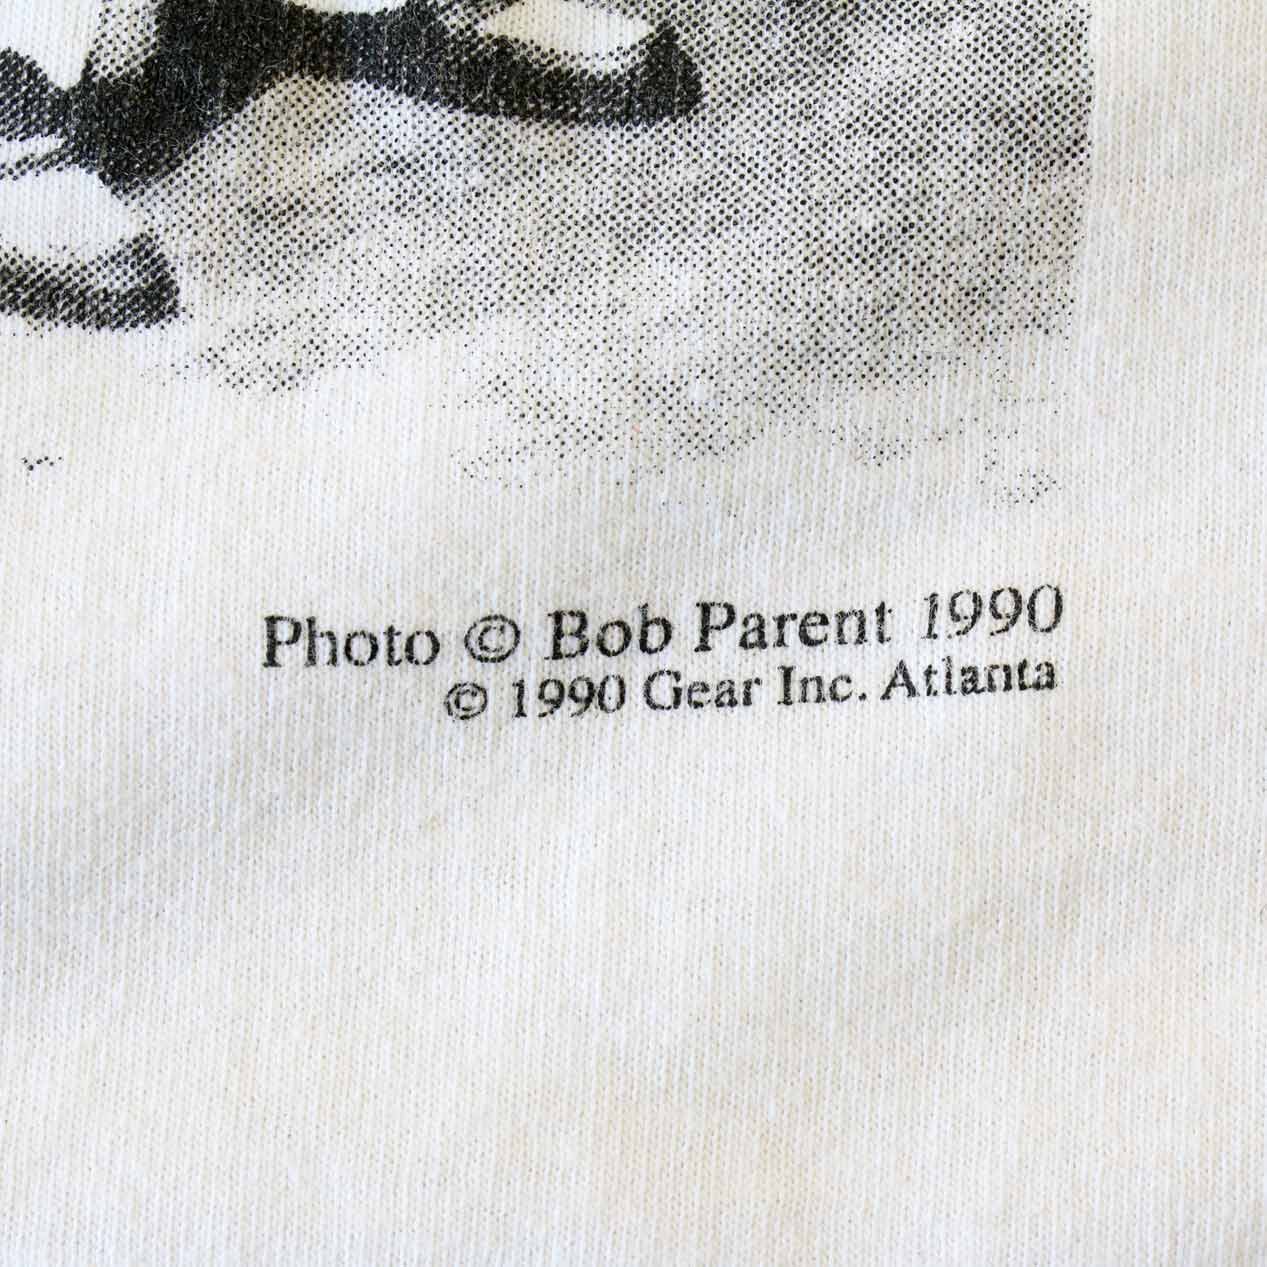 Photo © Bob Parent 1990
© 1990 Gear Inc. Atlanta